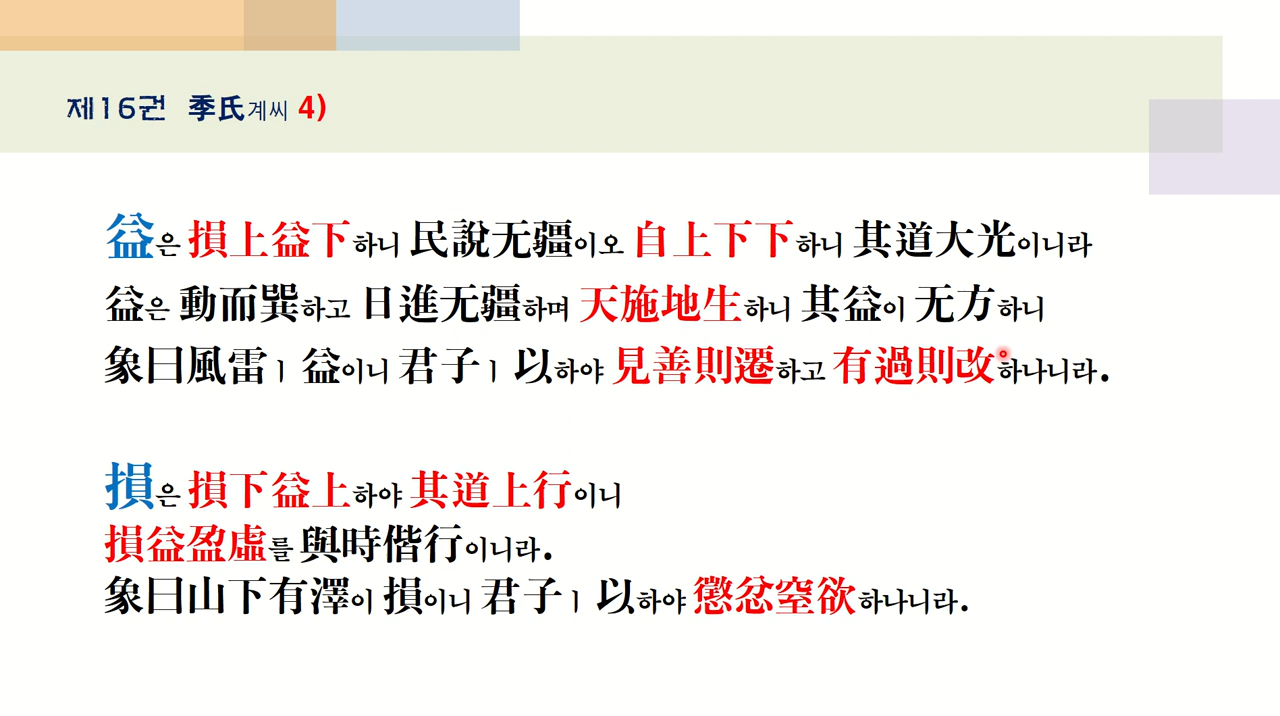 제16권 季氏계씨 4)
益은 損上益下하니 民說无疆이오 自上下下하니 其道大光이니라
益은 動而巽하고 日進无疆하며 天施地生하니 其益이 无方하니
象曰風雷ㅣ 益이니 君子ㅣ 以하야 見善則遷하고 有過則改하나니라.
損은 損下益上하야 其道上行이니
損益盈虛를 與時偕行이니라.
象曰山下有澤이 損이니 君子ㅣ 以하야 懲忿窒欲하나니라.